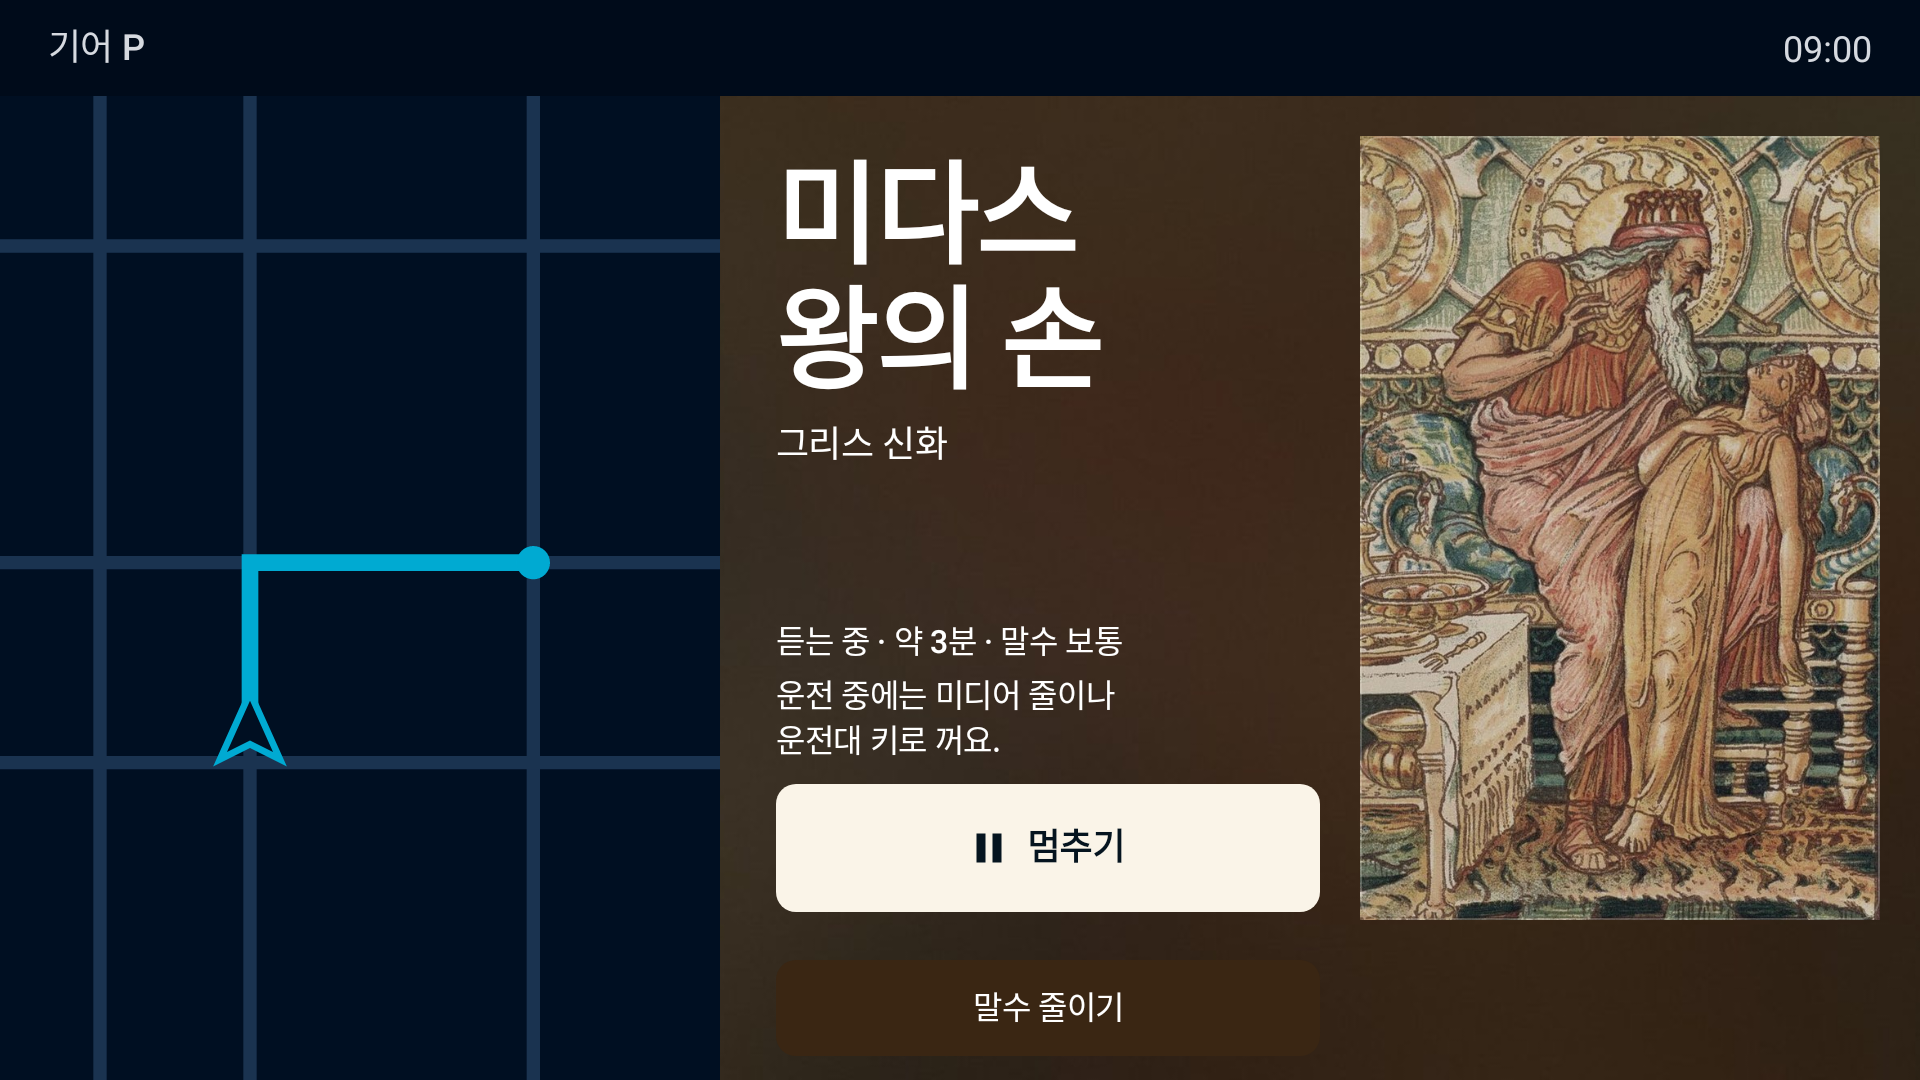 기어 P
09:00
미다스
왕의 손
그리스 신화
듣는 중 · 약 3분 · 말수 보통
운전 중에는 미디어 줄이나
운전대 키로 꺼요.
멈추기
말수 줄이기